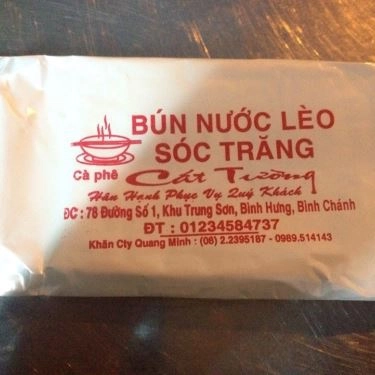 BÚN NƯỚC LÈO
SÓC TRĂNG
Cà phê Cát Tường
Hân Hạnh Phục Vụ Quý Khách
ĐC : 78 Đường Số 1, Khu Trung Sơn, Bình Hưng, Bình Chánh
ĐT : 01234584737
Khăn Cty Quang Minh : (08) 2.2395187 - 0989.514143